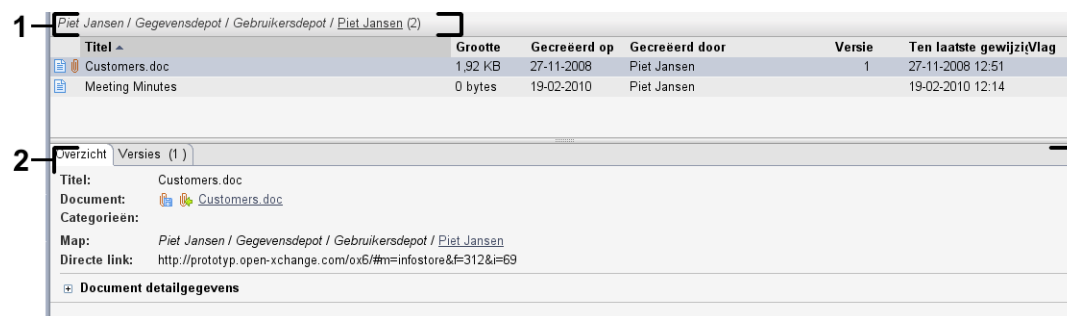 1
Piet Jansen / Gegevensdepot / Gebruikersdepot / Piet Jansen (2)
Titel Grootte Gecreëerd op Gecreëerd door Versie Ten laatste gewijzig Vlag
Customers.doc 1,92 KB 27-11-2008 Piet Jansen 1 27-11-2008 12:51
Meeting Minutes 0 bytes 19-02-2010 Piet Jansen 19-02-2010 12:14
2
Overzicht Versies (1)
Titel: Customers.doc
Document: Customers.doc
Categorieën:
Map: Piet Jansen / Gegevensdepot / Gebruikersdepot / Piet Jansen
Directe link: http://prototyp.open-xchange.com/ox6/#m=infostore&f=312&i=69
Document detailgegevens